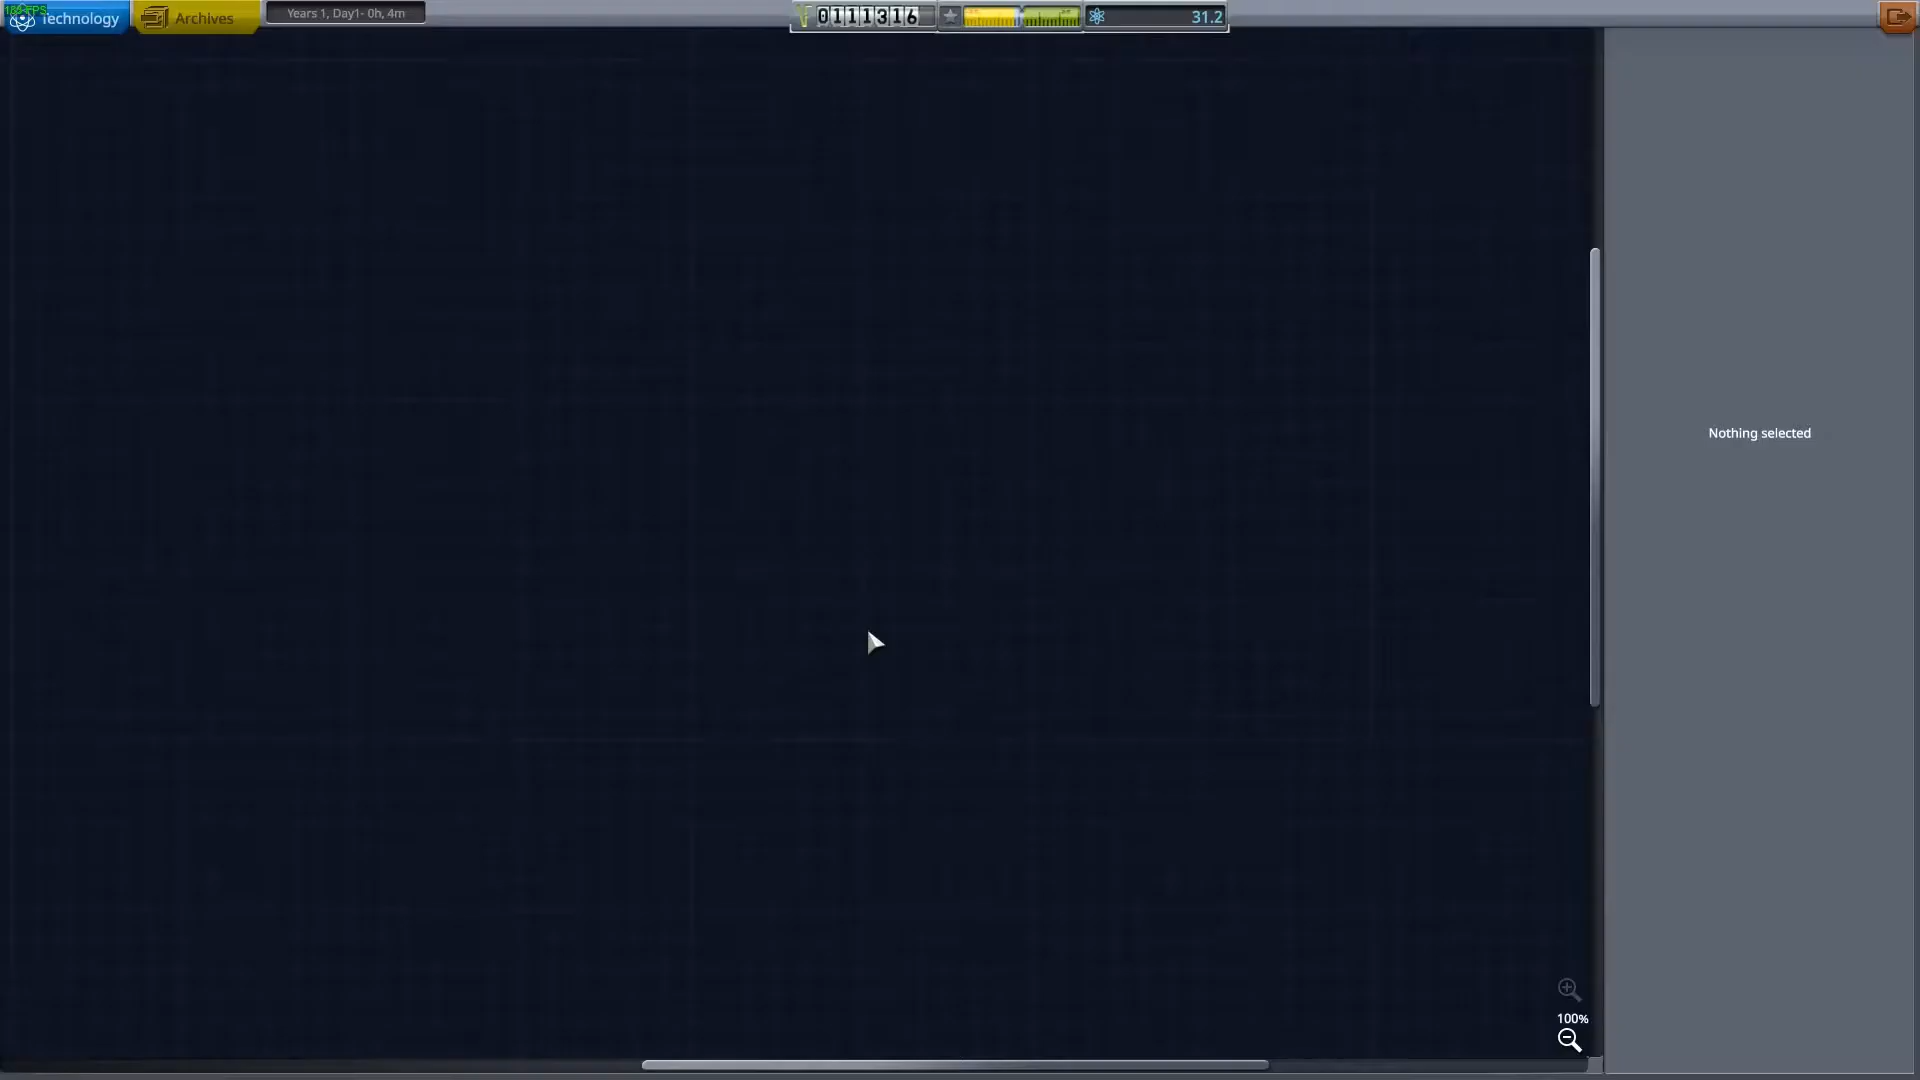 Technology
Archives
Years 1, Day1- 0h, 4m
0111316
31.2
Nothing selected
100%